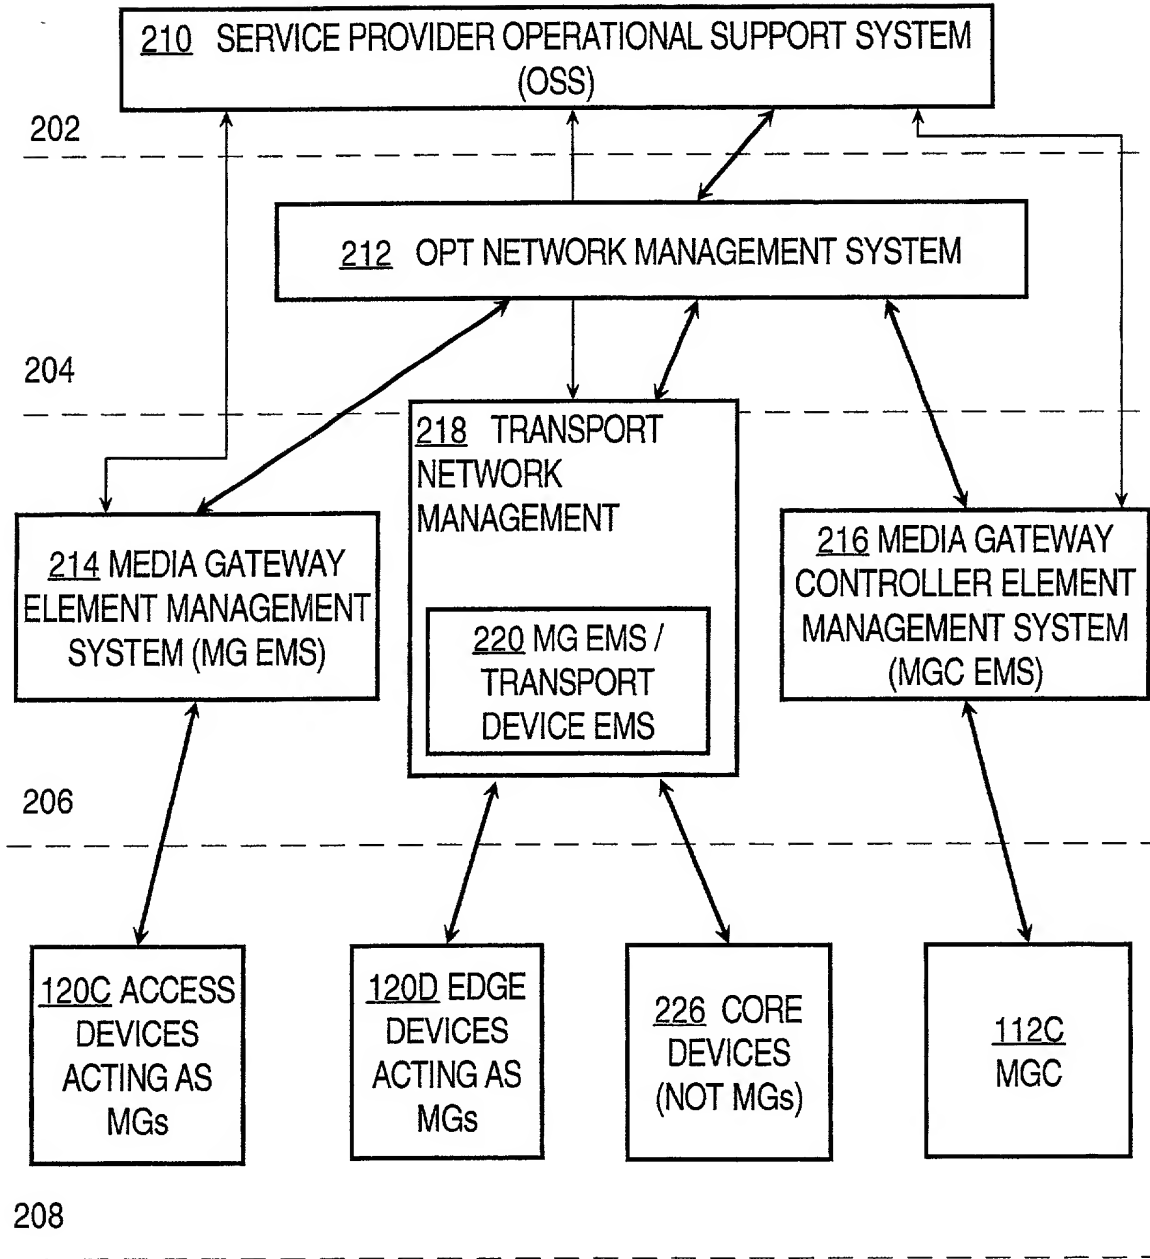 210 SERVICE PROVIDER OPERATIONAL SUPPORT SYSTEM
(OSS)
202
212 OPT NETWORK MANAGEMENT SYSTEM
204
218 TRANSPORT
NETWORK
MANAGEMENT
214 MEDIA GATEWAY
ELEMENT MANAGEMENT
SYSTEM (MG EMS)
216 MEDIA GATEWAY
CONTROLLER ELEMENT
MANAGEMENT SYSTEM
(MGC EMS)
220 MG EMS /
TRANSPORT
DEVICE EMS
206
120C ACCESS
DEVICES
ACTING AS
MGs
120D EDGE
DEVICES
ACTING AS
MGs
226 CORE
DEVICES
(NOT MGs)
112C
MGC
208